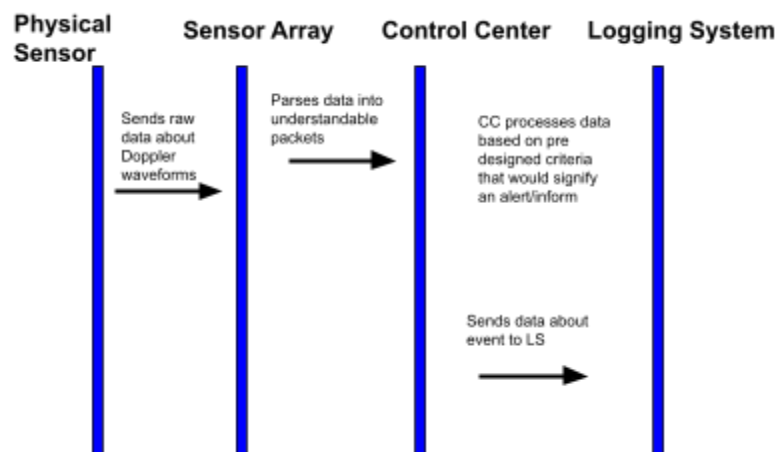 Physical
Sensor
Sensor Array
Control Center
Logging System
Sends raw
data about
Doppler
waveforms
Parses data into
understandable
packets
CC processes data
based on pre
designed criteria
that would signify
an alert/inform
Sends data about
event to LS